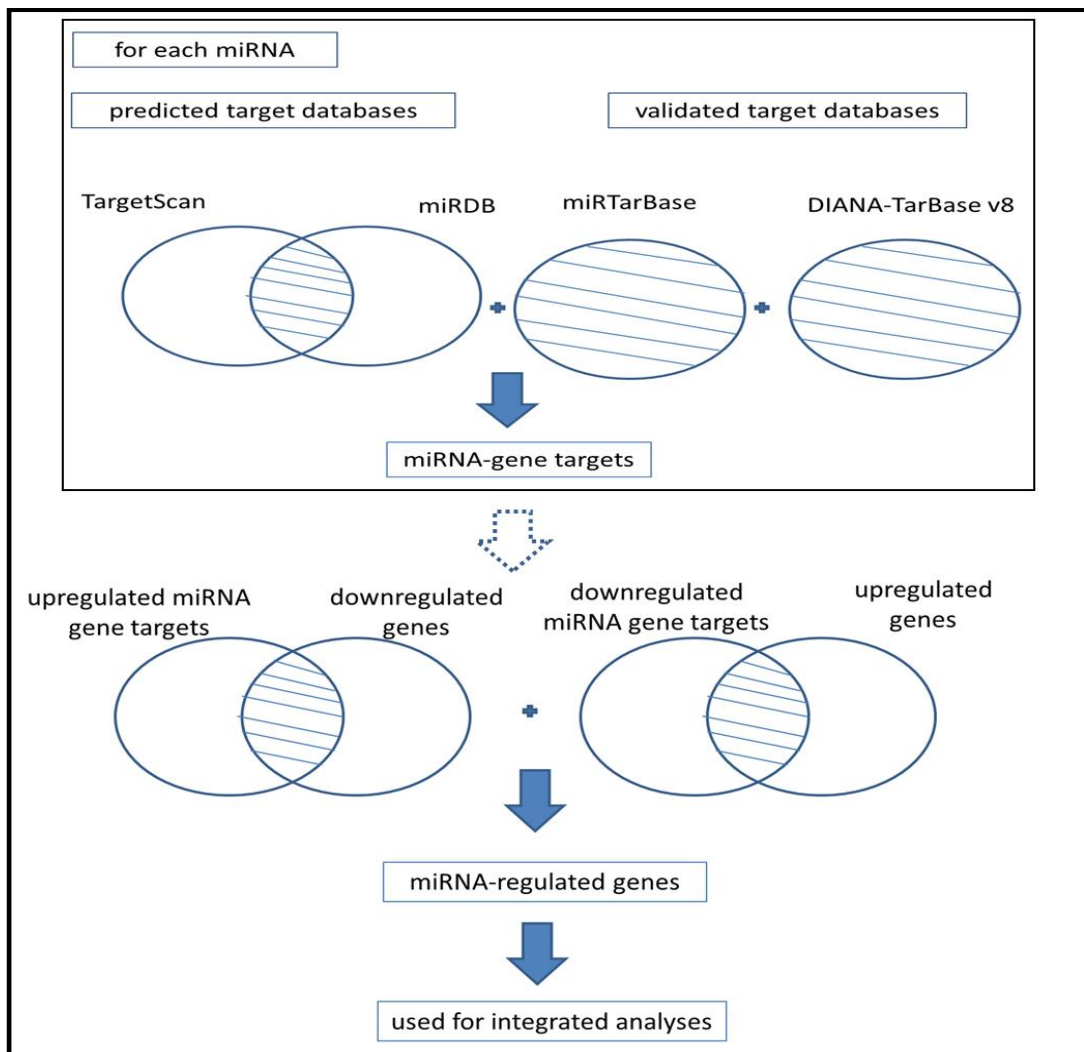 for each miRNA
predicted target databases
validated target databases
TargetScan
miRDB
miRTarBase
DIANA-TarBase v8
miRNA-gene targets
upregulated miRNA
gene targets
downregulated
genes
downregulated
miRNA gene targets
upregulated
genes
miRNA-regulated genes
used for integrated analyses